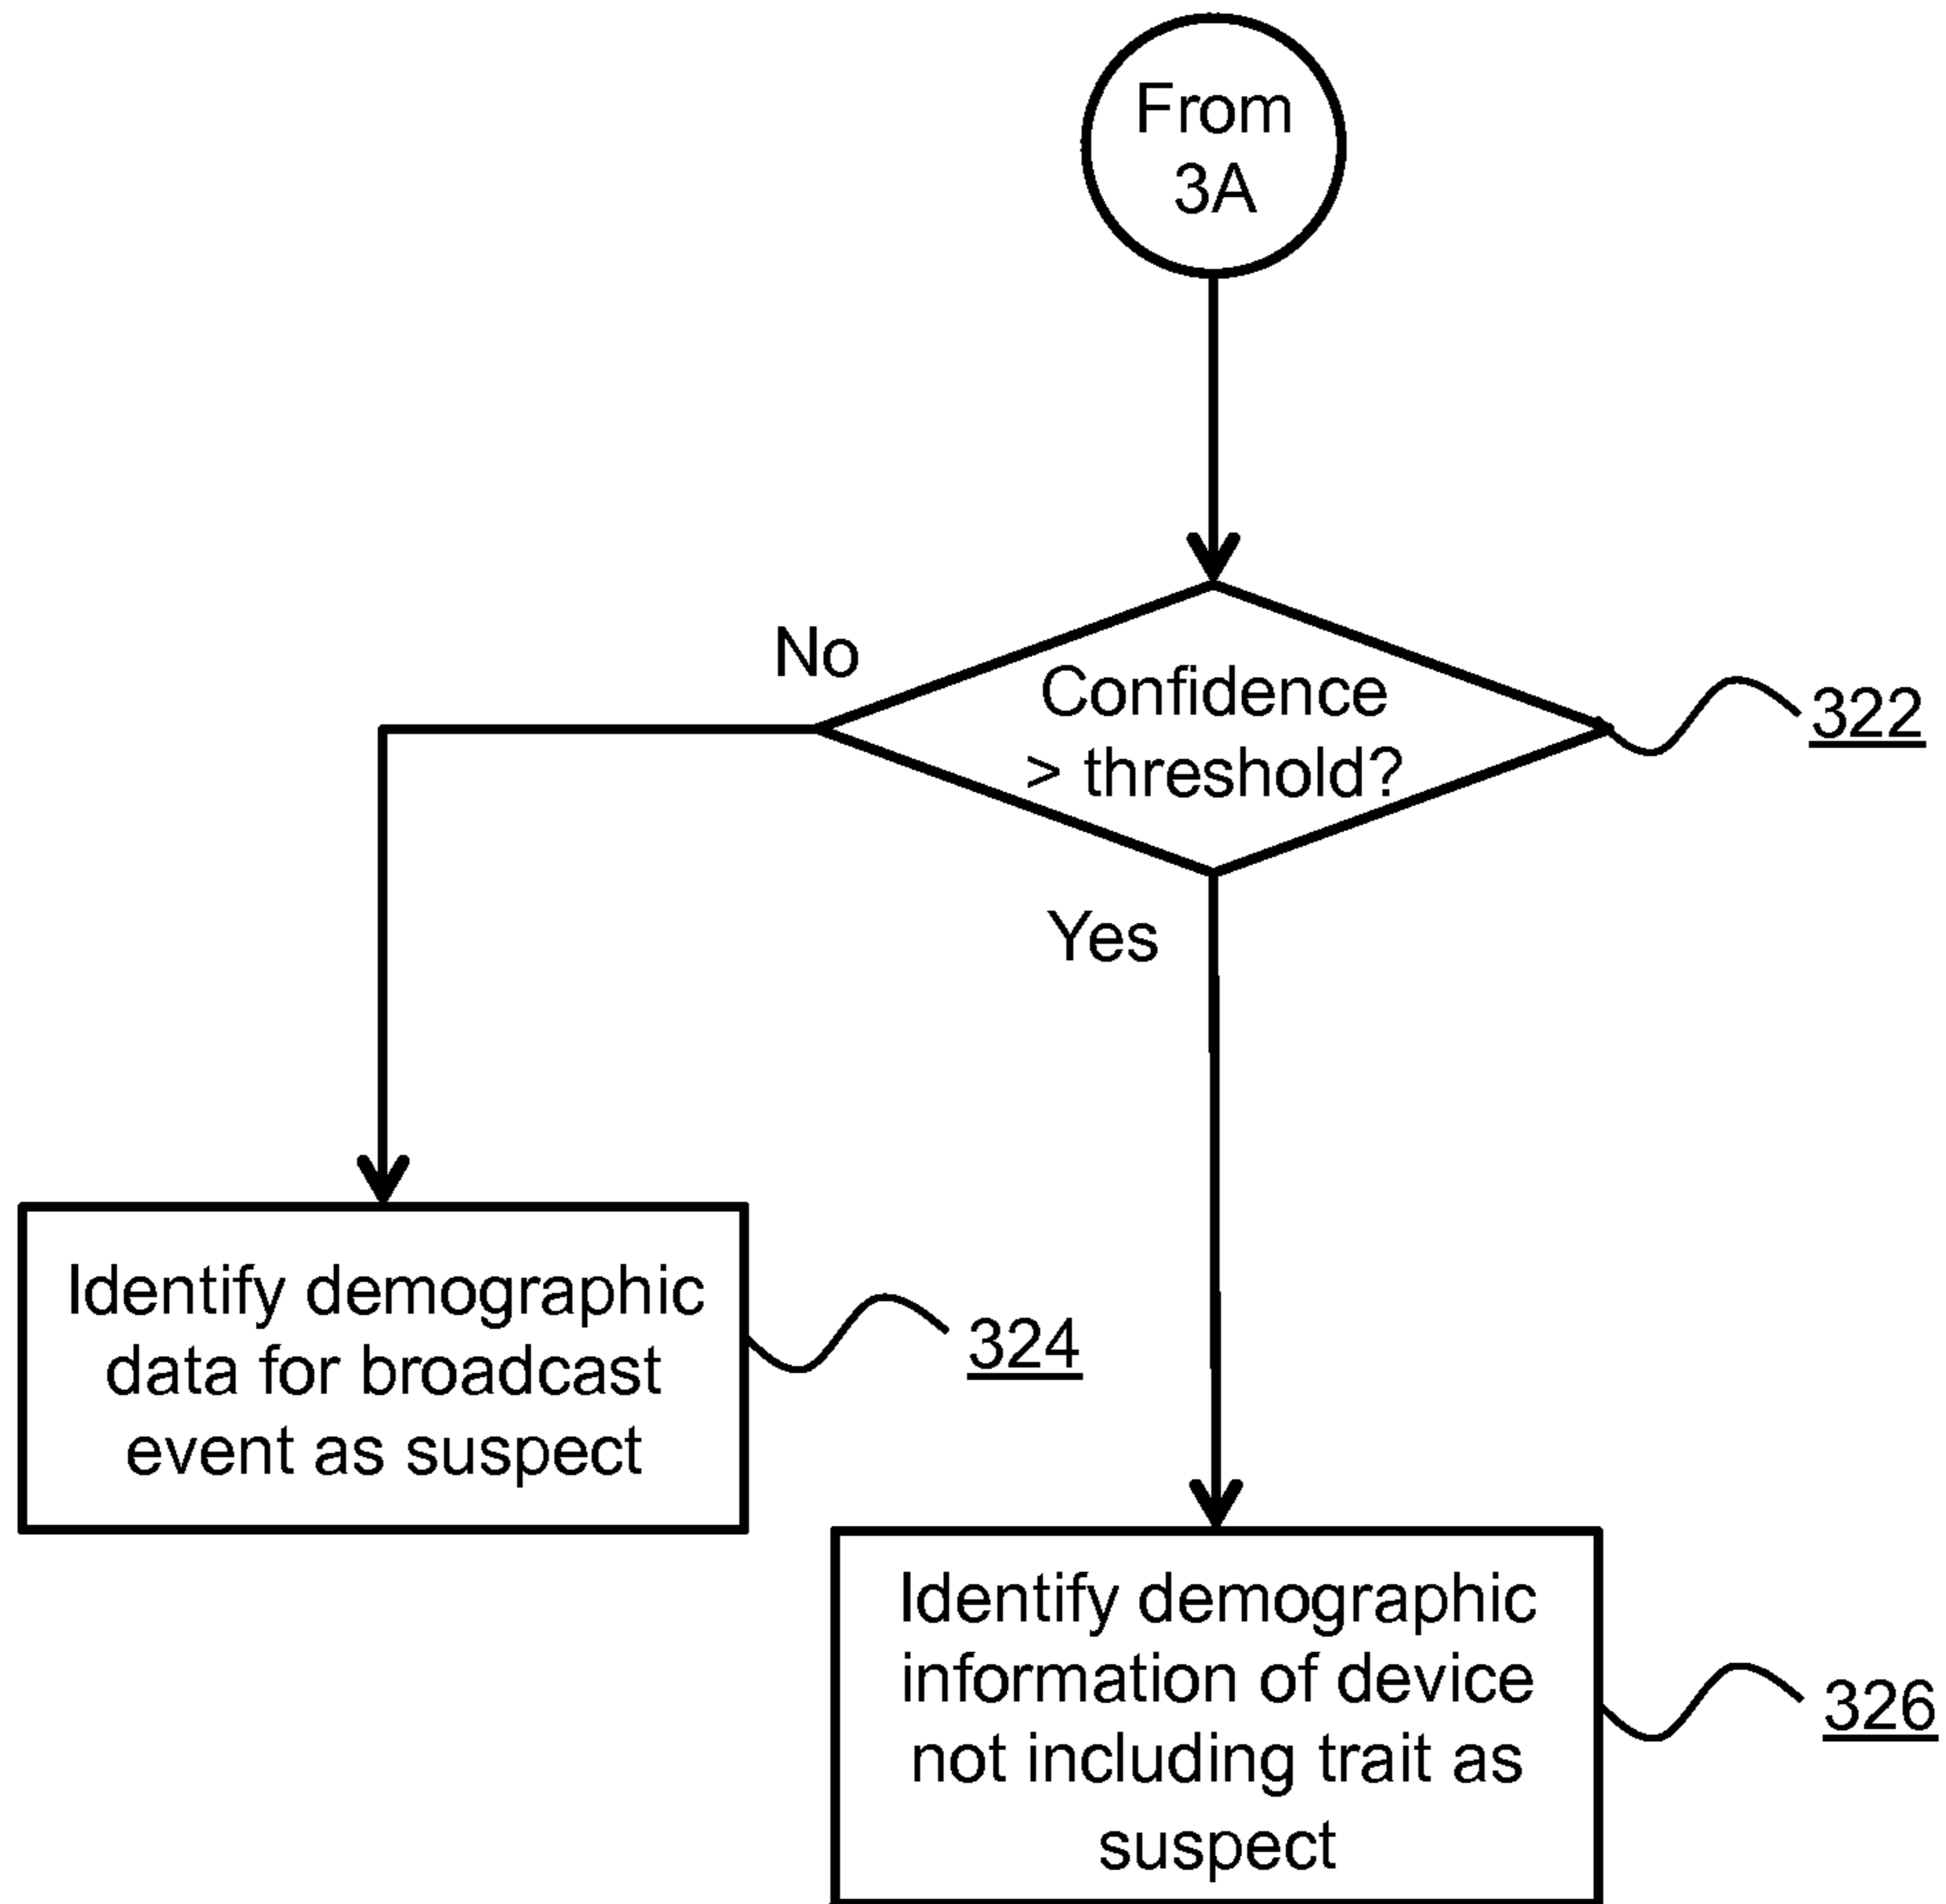 From
3A
No
Confidence
> threshold?
322
Yes
Identify demographic
data for broadcast
event as suspect
324
Identify demographic
information of device
not including trait as
suspect
326